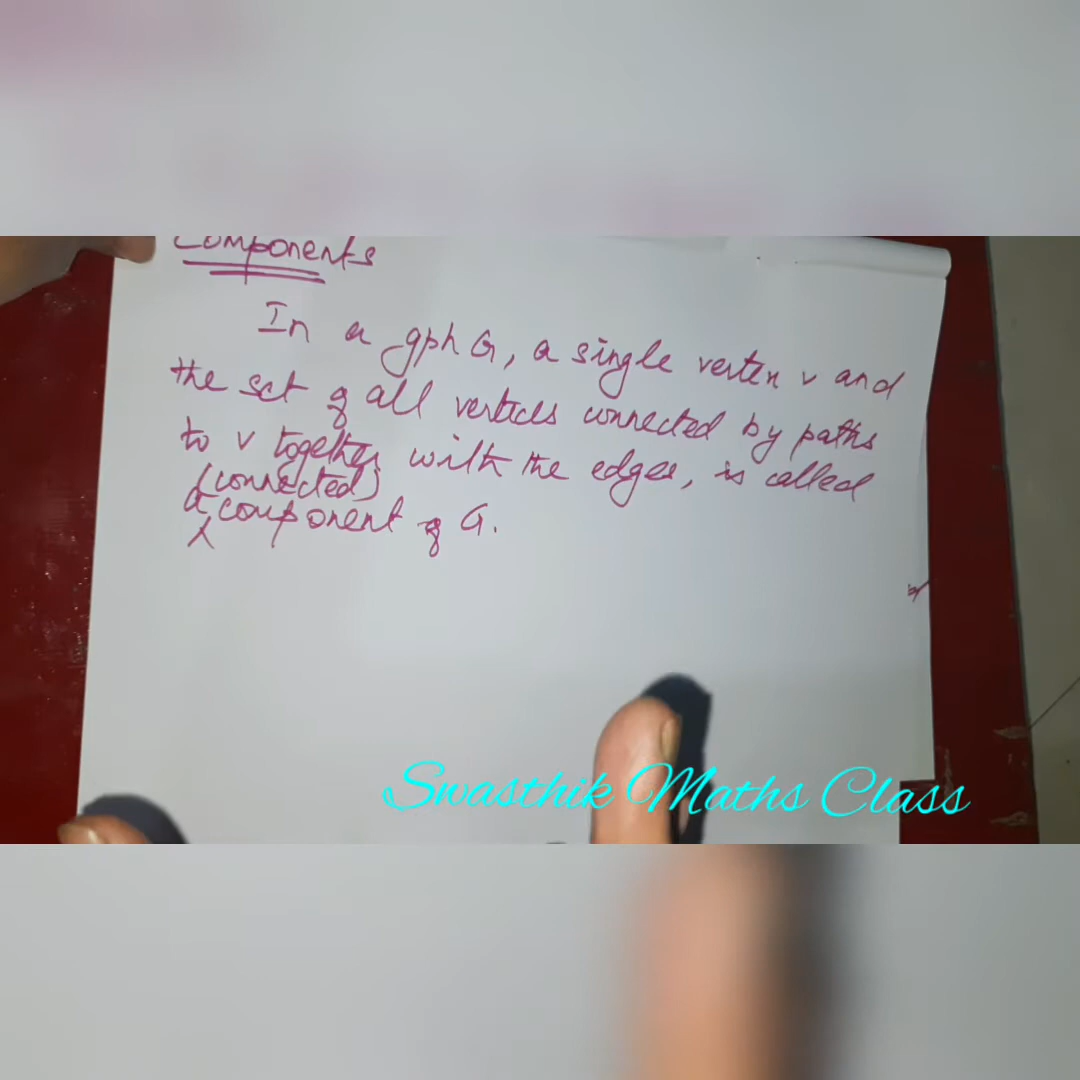 Components
In a gph G, a single vertex v and
the set of all vertices connected by paths
to v together with the edges, is called
(connected)
a component of G.
Swasthik Maths Class